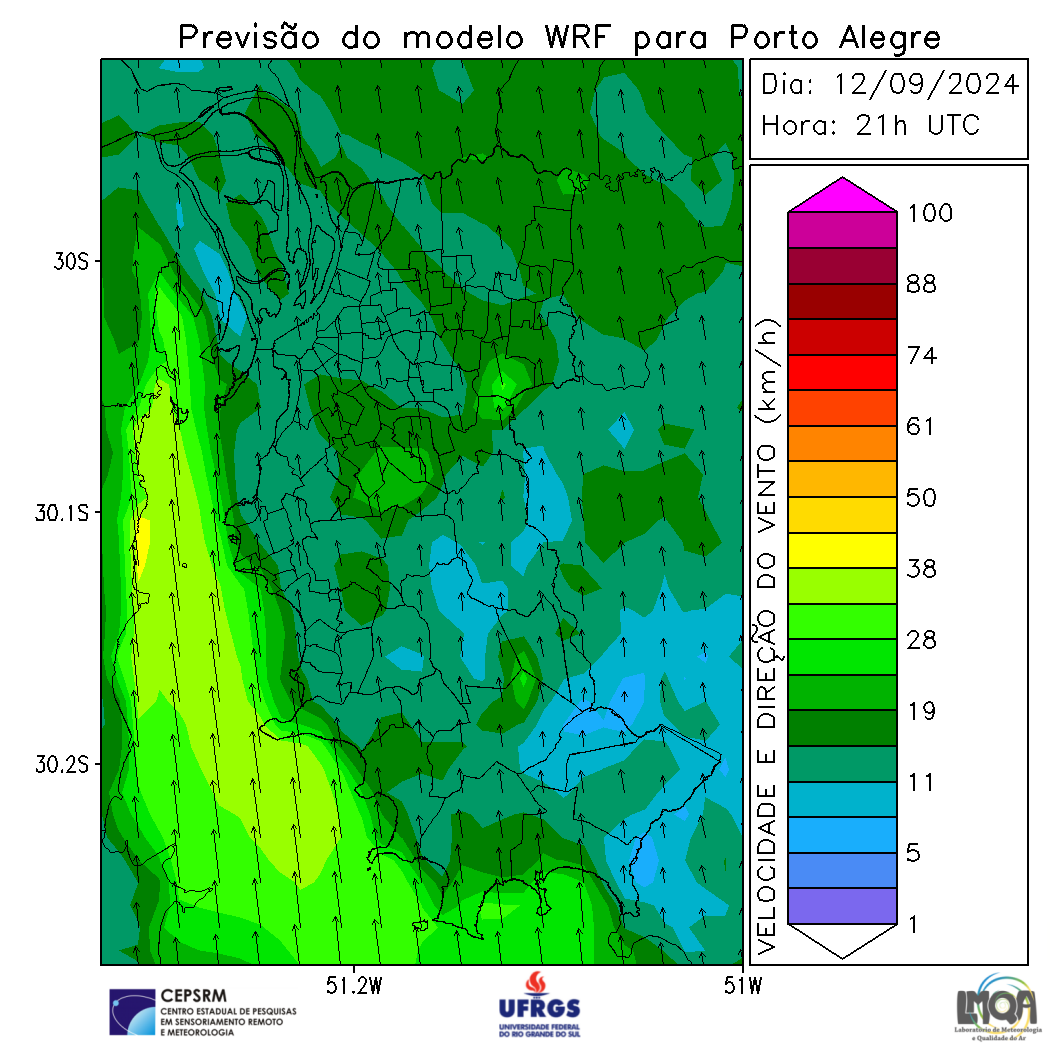 Previsão do modelo WRF para Porto Alegre
Dia: 12/09/2024
Hora: 21h UTC
30S
30.1S
30.2S
51.2W
51W
VELOCIDADE E DIREÇÃO DO VENTO (km/h)
100
88
74
61
50
38
28
19
11
5
1
CEPSRM
CENTRO ESTADUAL DE PESQUISAS
EM SENSORIAMENTO REMOTO
E METEOROLOGIA
UFRGS
UNIVERSIDADE FEDERAL
DO RIO GRANDE DO SUL
LMQA
Laboratório de Meteorologia
e Qualidade do Ar